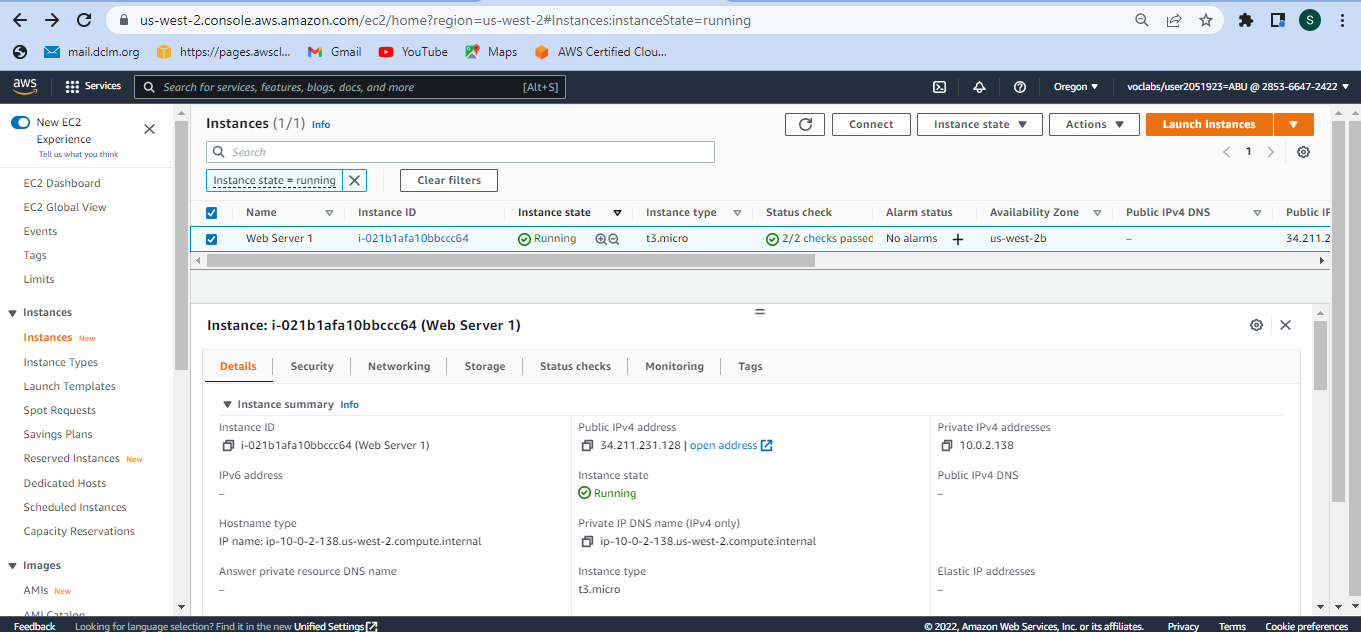 us-west-2.console.aws.amazon.com/ec2/home?region=us-west-2#Instances:instanceState=running
S
mail.dclm.org https://pages.awscl... Gmail YouTube Maps AWS Certified Clou...
aws Services Search for services, features, blogs, docs, and more [Alt+S] Oregon ▼ voclabs/user2051923=ABU @ 2853-6647-2422 ▼
New EC2
Experience
Tell us what you think
EC2 Dashboard
EC2 Global View
Events
Tags
Limits
Instances
Instances New
Instance Types
Launch Templates
Spot Requests
Savings Plans
Reserved Instances New
Dedicated Hosts
Scheduled Instances
Capacity Reservations
Images
AMIs New
AMI Catalog
Instances (1/1) Info
Connect Instance state ▼ Actions ▼ Launch instances ▼
Search
1
Instance state = running Clear filters
Name Instance ID Instance state Instance type Status check Alarm status Availability Zone Public IPv4 DNS Public IP
Web Server 1 i-021b1afa10bbccc64 Running t3.micro 2/2 checks passed No alarms + us-west-2b – 34.211.2
Instance: i-021b1afa10bbccc64 (Web Server 1)
Details Security Networking Storage Status checks Monitoring Tags
▼ Instance summary Info
Instance ID
i-021b1afa10bbccc64 (Web Server 1)
Public IPv4 address
34.211.231.128 | open address
Private IPv4 addresses
10.0.2.138
IPv6 address
–
Instance state
Running
Public IPv4 DNS
–
Hostname type
IP name: ip-10-0-2-138.us-west-2.compute.internal
Private IP DNS name (IPv4 only)
ip-10-0-2-138.us-west-2.compute.internal
Answer private resource DNS name
–
Instance type
t3.micro
Elastic IP addresses
–
Feedback Looking for language selection? Find it in the new Unified Settings © 2022, Amazon Web Services, Inc. or its affiliates. Privacy Terms Cookie preferences